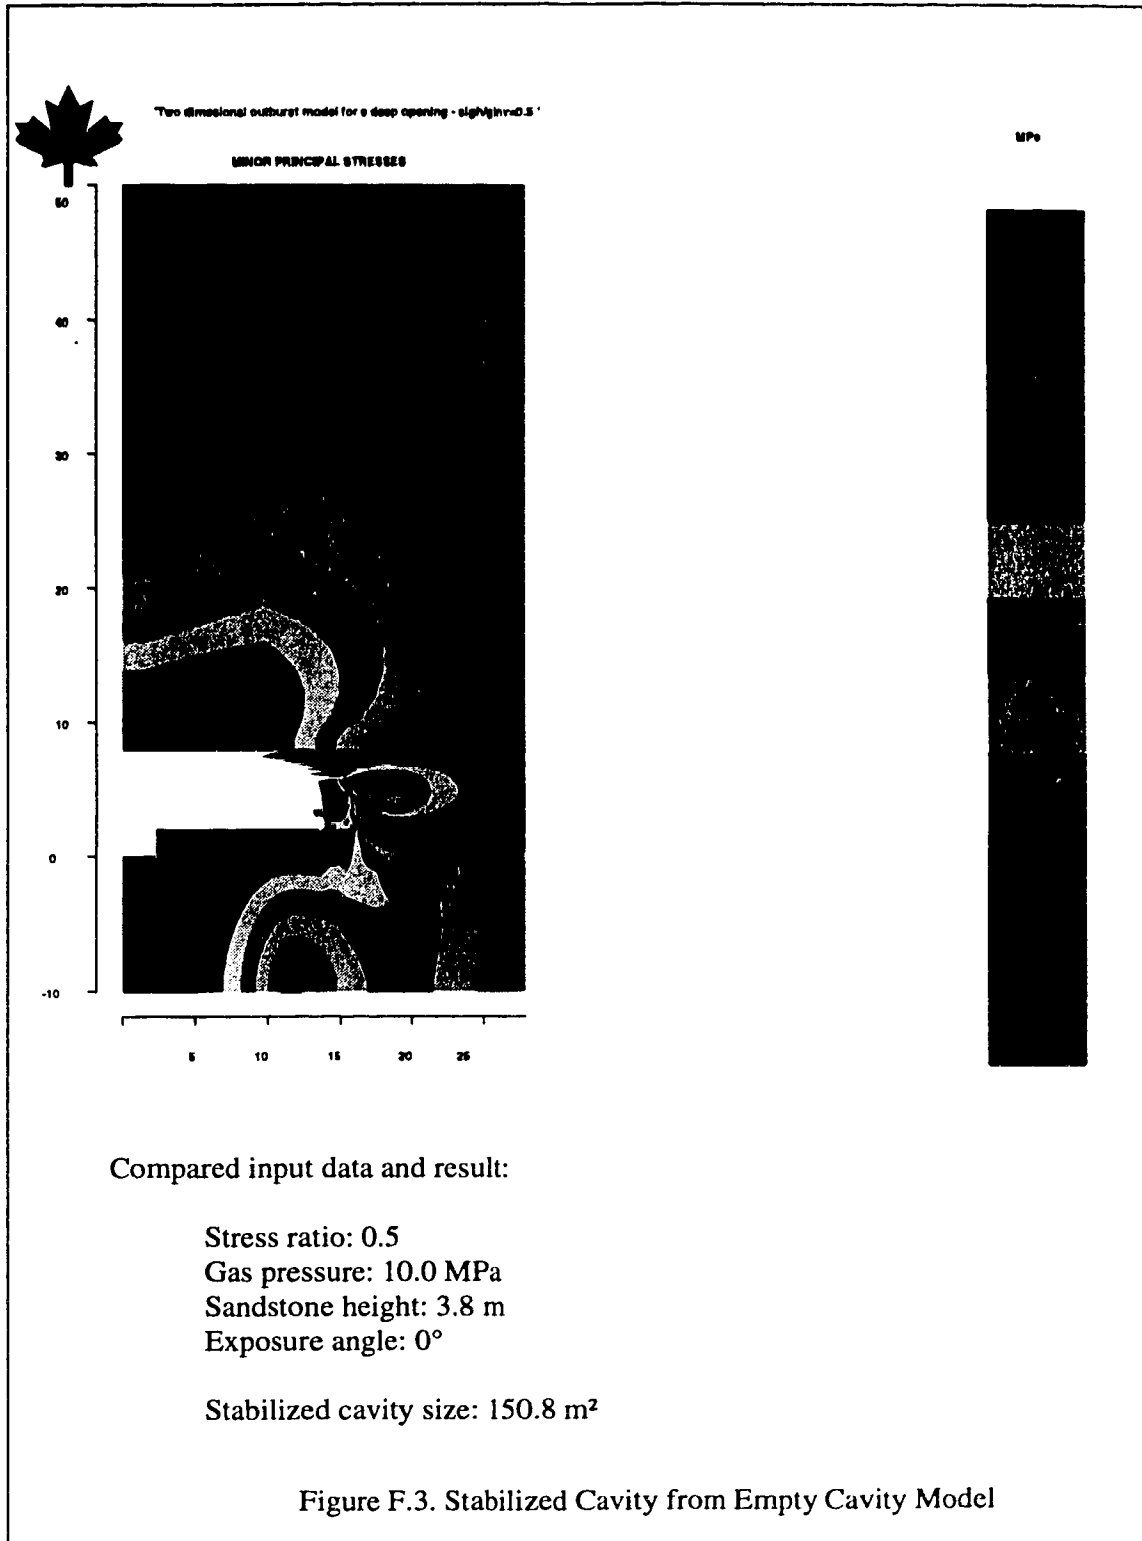 "Two dimesional outburst model for a deep opening - sigh/sinv=0.5 "
MPa
MINOR PRINCIPAL STRESSES
50
40
30
20
10
0
-10
5
10
15
20
25
Compared input data and result:
Stress ratio: 0.5
Gas pressure: 10.0 MPa
Sandstone height: 3.8 m
Exposure angle: 0°
Stabilized cavity size: 150.8 m²
Figure F.3. Stabilized Cavity from Empty Cavity Model